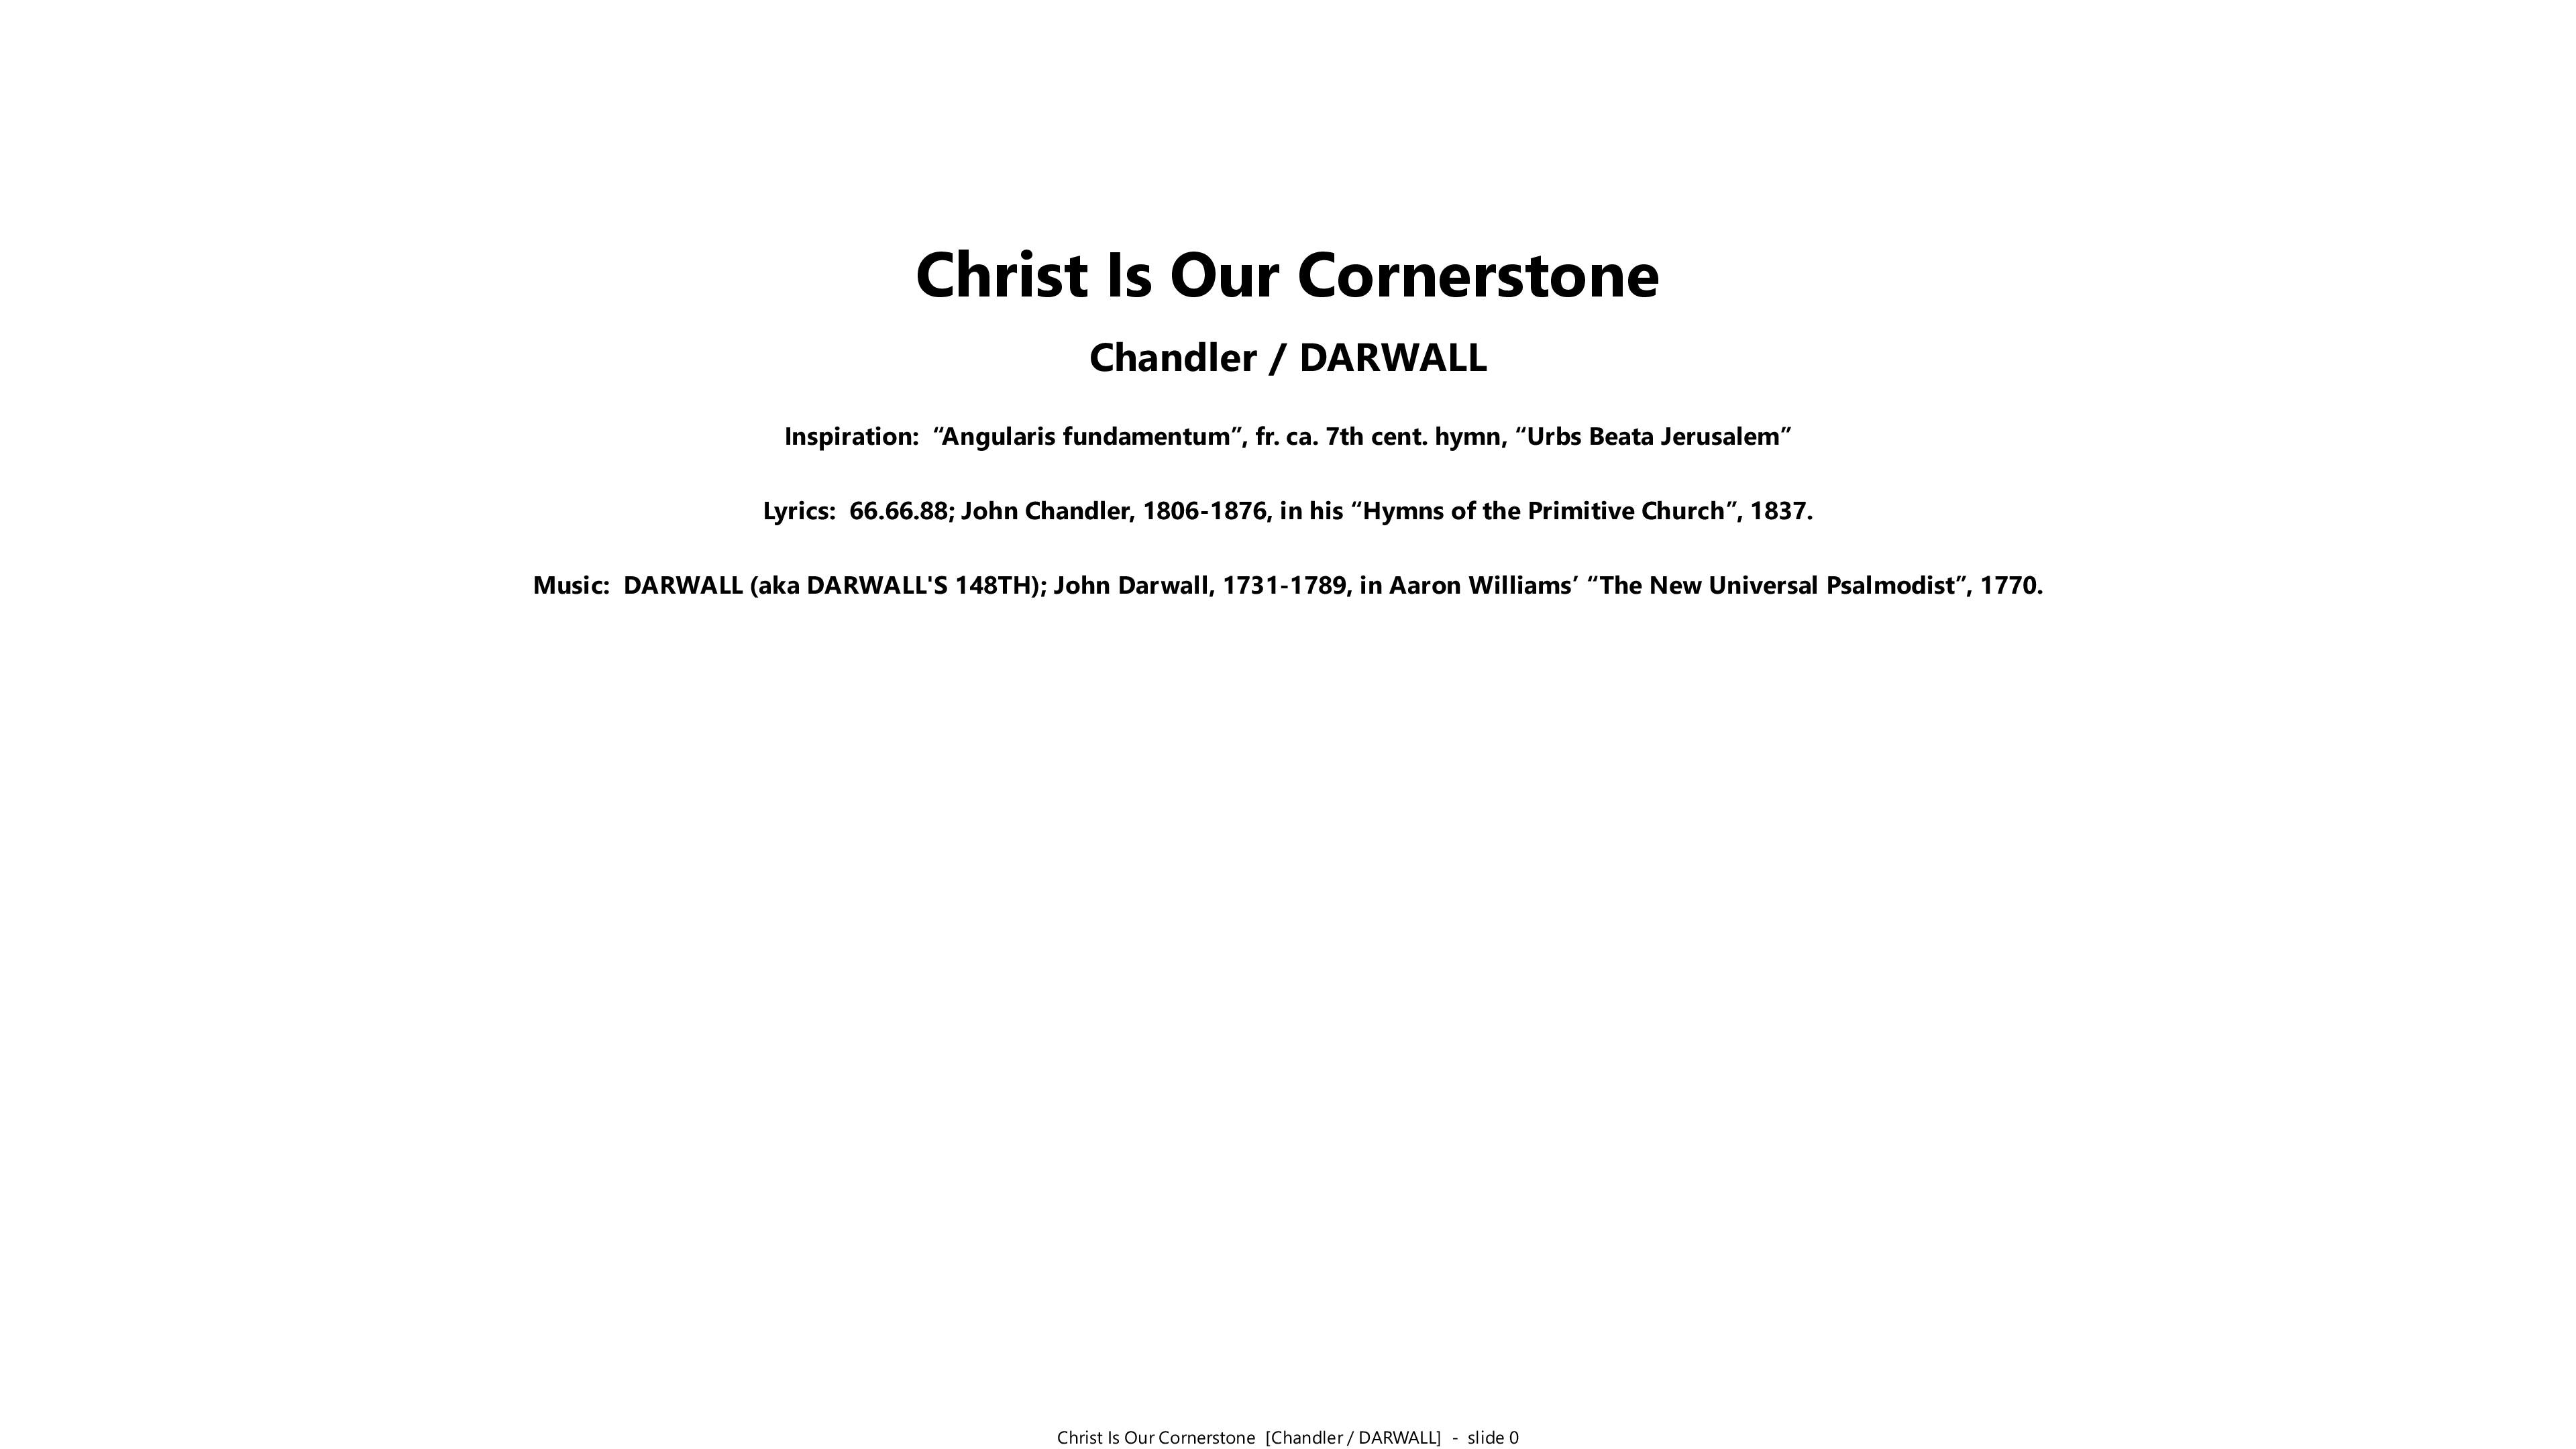 Christ Is Our Cornerstone
Chandler / DARWALL
Inspiration:  “Angularis fundamentum”, fr. ca. 7th cent. hymn, “Urbs Beata Jerusalem”
Lyrics:  66.66.88; John Chandler, 1806-1876, in his “Hymns of the Primitive Church”, 1837.
Music:  DARWALL (aka DARWALL'S 148TH); John Darwall, 1731-1789, in Aaron Williams’ “The New Universal Psalmodist”, 1770.
Christ Is Our Cornerstone  [Chandler / DARWALL]  -  slide 0